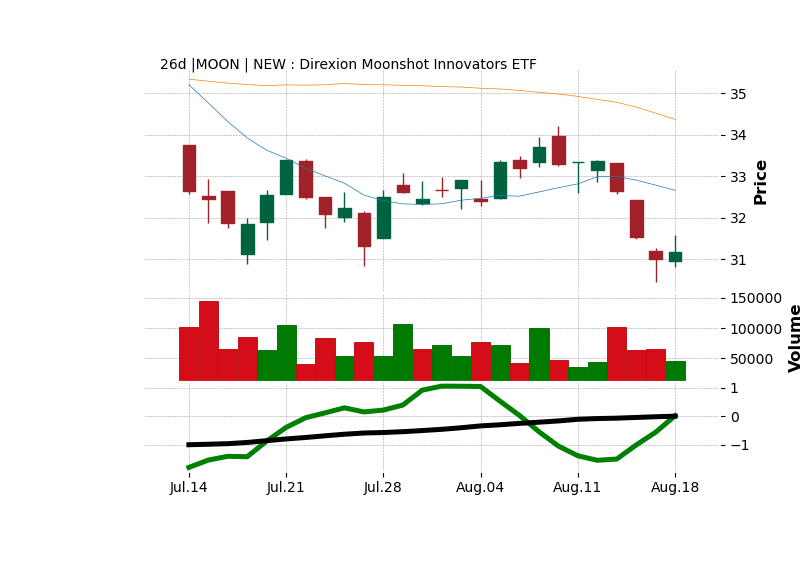 26d |MOON | NEW : Direxion Moonshot Innovators ETF
35
34
33
32
31
Price
150000
100000
50000
Volume
1
0
−1
Jul.14 Jul.21 Jul.28 Aug.04 Aug.11 Aug.18